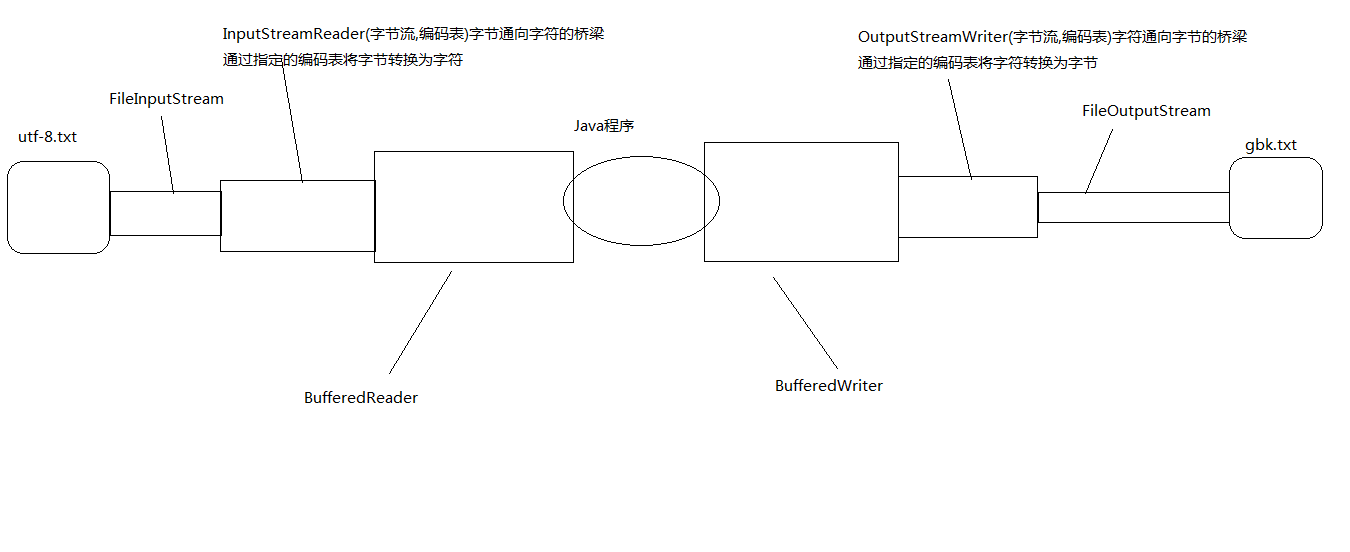 InputStreamReader(字节流,编码表)字节通向字符的桥梁
通过指定的编码表将字节转换为字符
OutputStreamWriter(字节流,编码表)字符通向字节的桥梁
通过指定的编码表将字符转换为字节
FileInputStream
FileOutputStream
utf-8.txt
Java程序
gbk.txt
BufferedReader
BufferedWriter